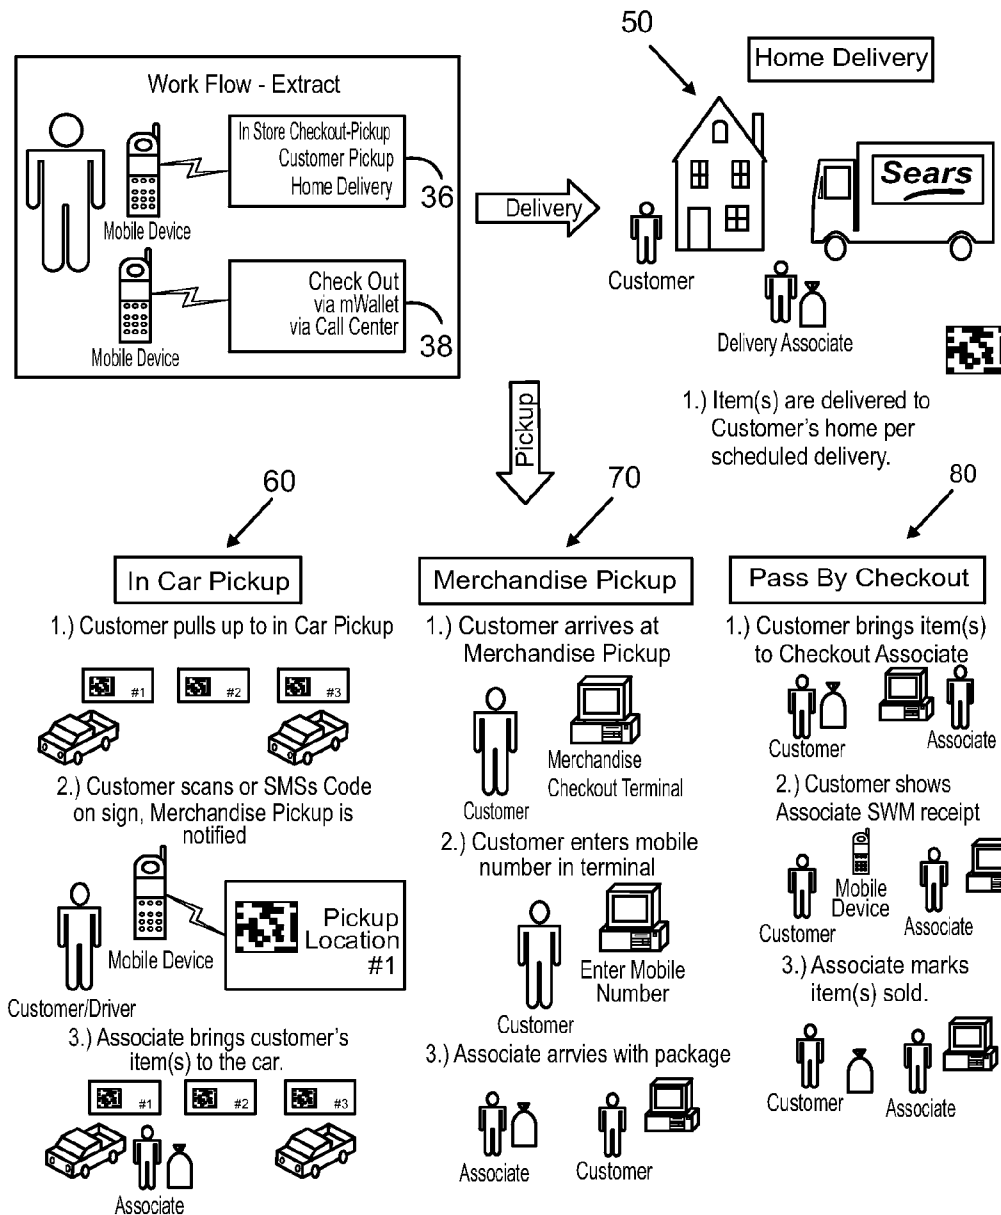 Work Flow - Extract
In Store Checkout-Pickup
Customer Pickup
Home Delivery
36
Mobile Device
Check Out
via mWallet
via Call Center
38
Mobile Device
Delivery
50
Home Delivery
Sears
Customer
Delivery Associate
1.) Item(s) are delivered to
Customer's home per
scheduled delivery.
Pickup
60
In Car Pickup
1.) Customer pulls up to in Car Pickup
#1
#2
#3
2.) Customer scans or SMSs Code
on sign, Merchandise Pickup is
notified
Pickup
Location
#1
Mobile Device
Customer/Driver
3.) Associate brings customer's
item(s) to the car.
#1
#2
#3
Associate
70
Merchandise Pickup
1.) Customer arrives at
Merchandise Pickup
Merchandise
Checkout Terminal
Customer
2.) Customer enters mobile
number in terminal
Enter Mobile
Number
Customer
3.) Associate arrvies with package
Associate
Customer
80
Pass By Checkout
1.) Customer brings item(s)
to Checkout Associate
Customer
Associate
2.) Customer shows
Associate SWM receipt
Mobile
Device
Customer
Associate
3.) Associate marks
item(s) sold.
Customer
Associate